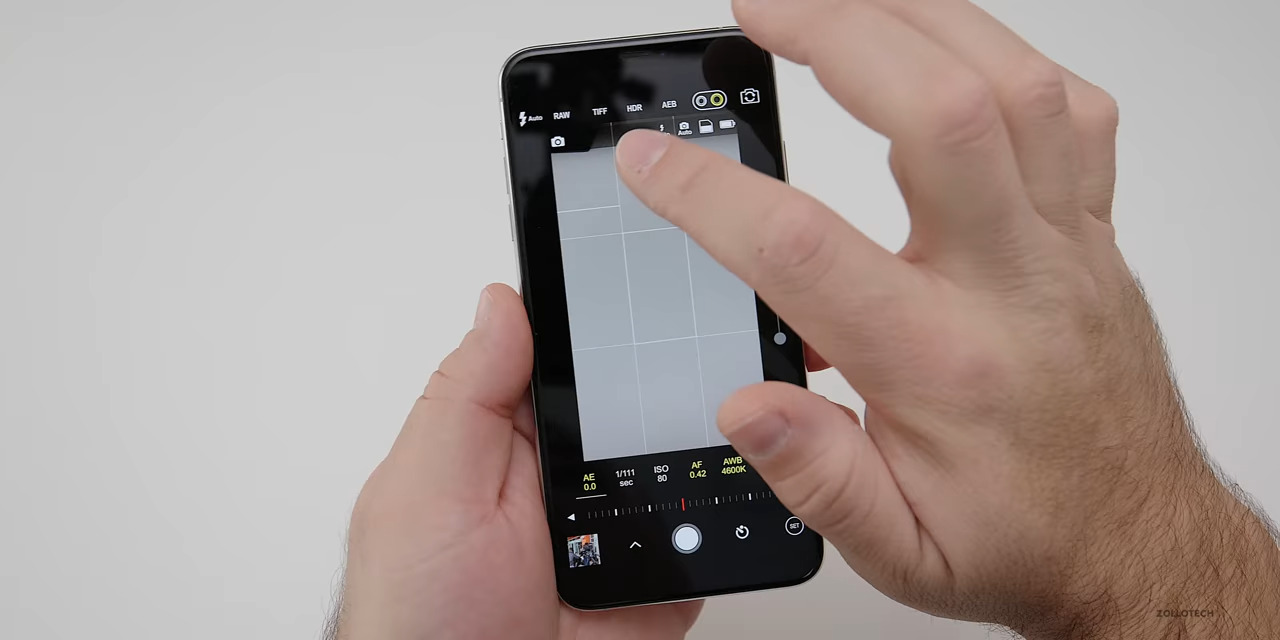 Auto RAW TIFF HDR AEB
Auto
AE 1/111 ISO AF AWB
0.0 sec 80 0.42 4600K
SET
ZOLLOTECH